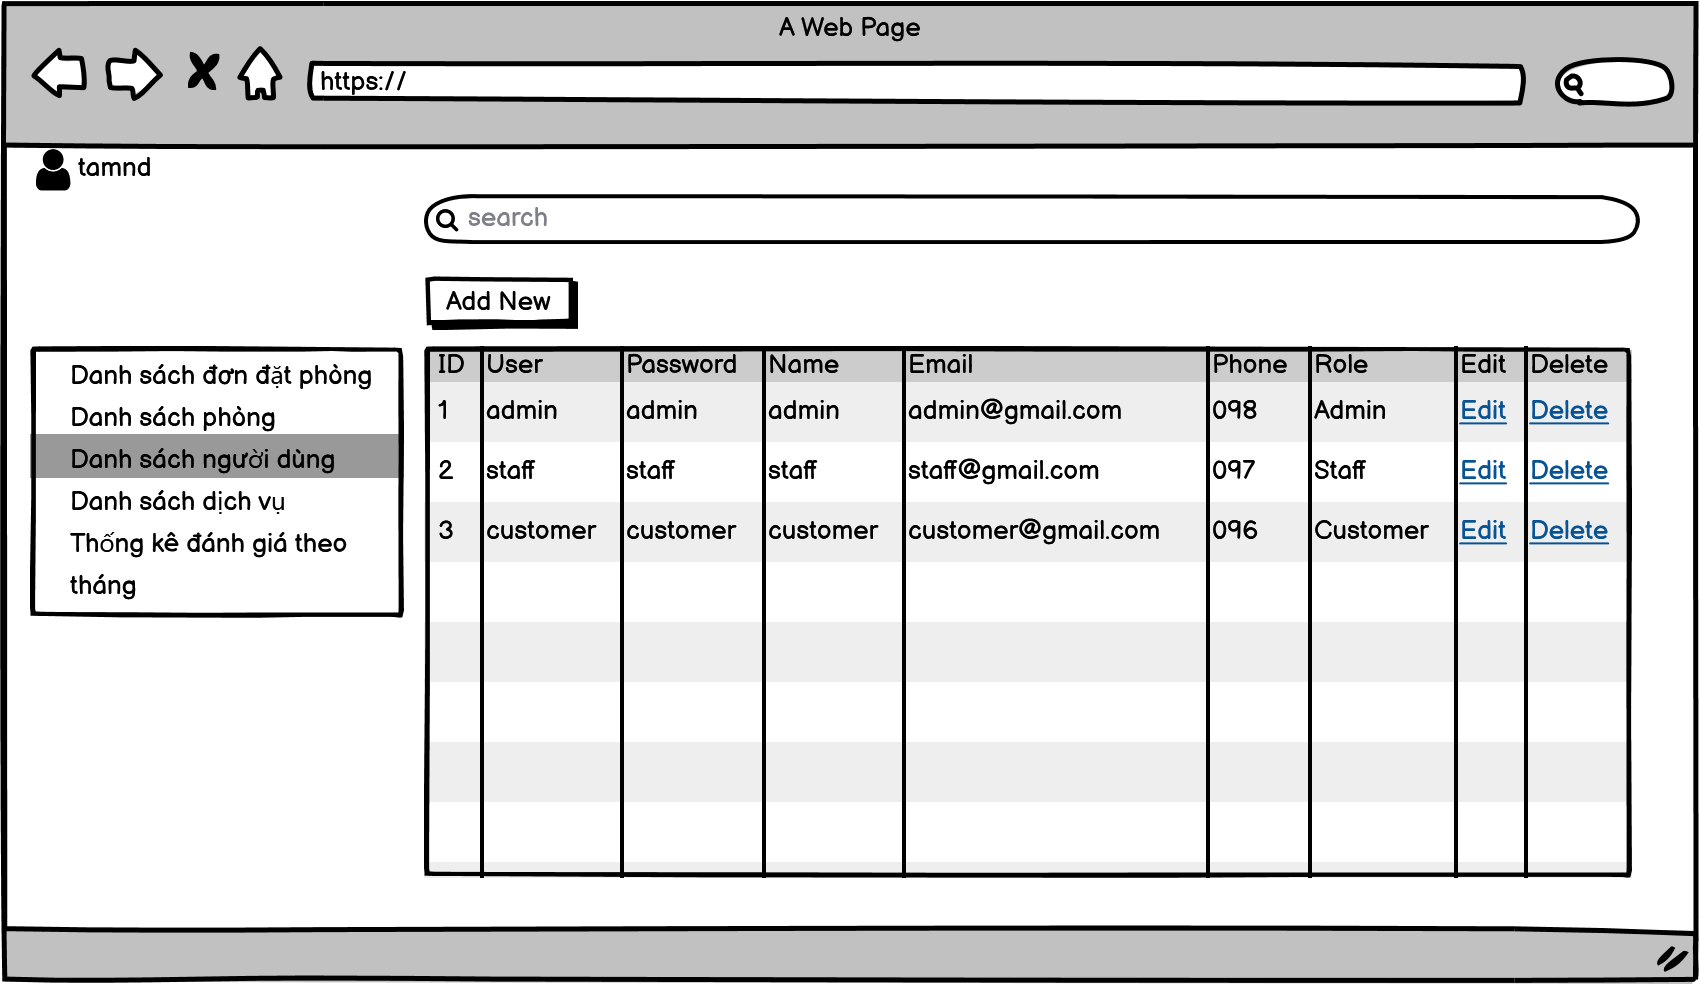 A Web Page
https://
tamnd
search
Add New
Danh sách đơn đặt phòng
Danh sách phòng
Danh sách người dùng
Danh sách dịch vụ
Thống kê đánh giá theo
tháng
ID User Password Name Email Phone Role Edit Delete
1 admin admin admin admin@gmail.com 098 Admin Edit Delete
2 staff staff staff staff@gmail.com 097 Staff Edit Delete
3 customer customer customer customer@gmail.com 096 Customer Edit Delete